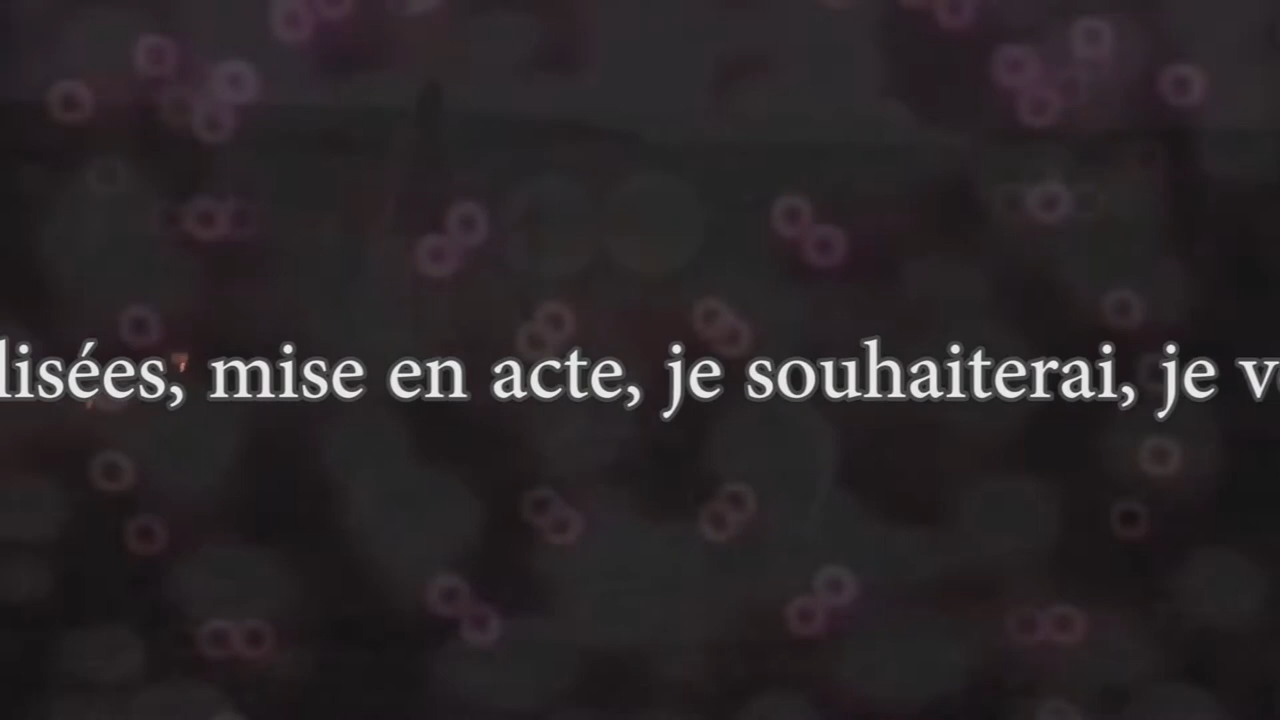 lisées, mise en acte, je souhaiterai, je v